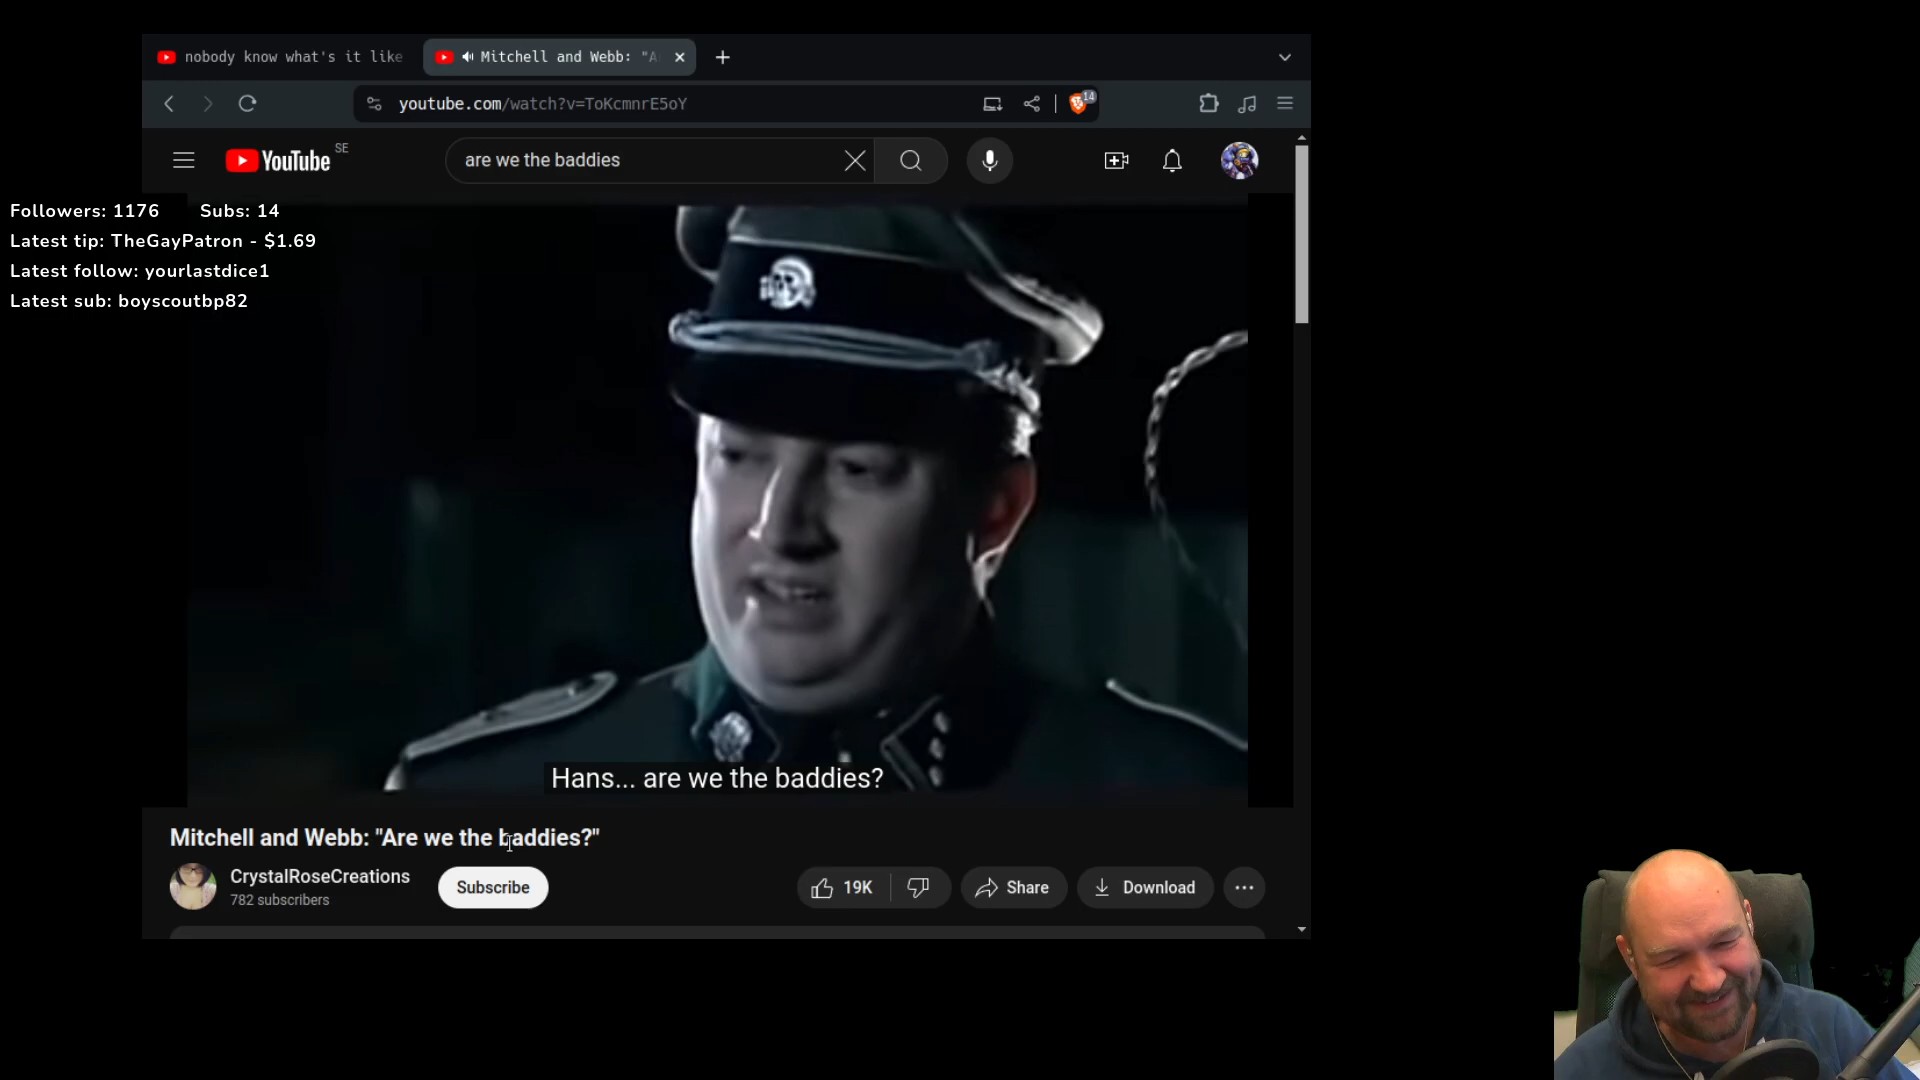 nobody know what's it like
Mitchell and Webb: "A
youtube.com/watch?v=ToKcmnrE5oY
14
YouTube SE
are we the baddies
Followers: 1176 Subs: 14
Latest tip: TheGayPatron - $1.69
Latest follow: yourlastdice1
Latest sub: boyscoutbp82
Hans... are we the baddies?
Mitchell and Webb: "Are we the baddies?"
CrystalRoseCreations
782 subscribers
Subscribe
19K
Share
Download